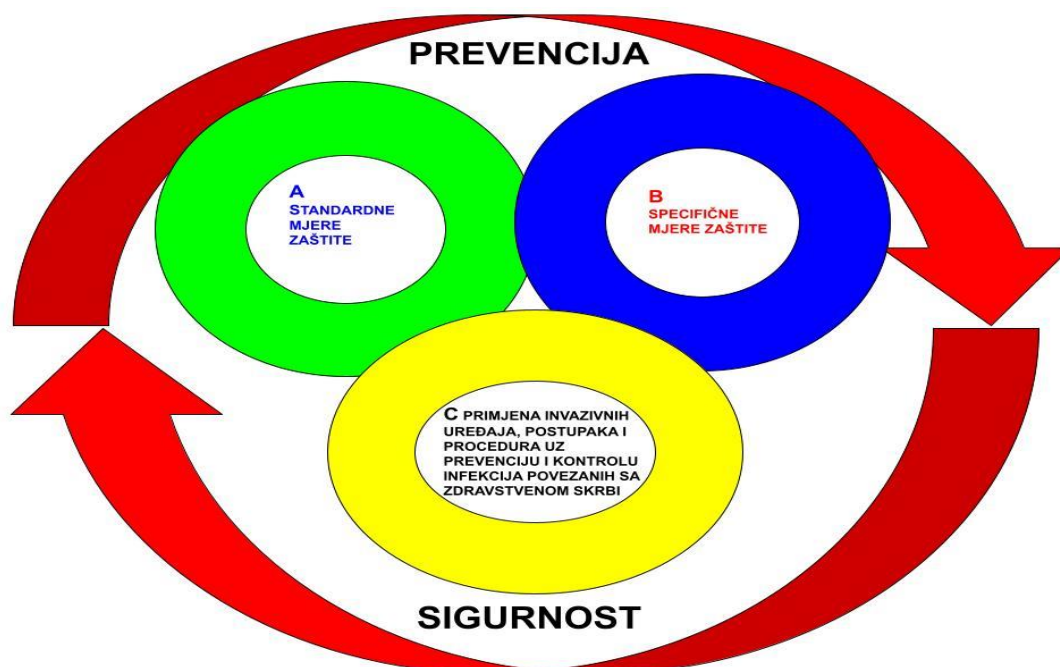 PREVENCIJA
A
STANDARDNE
MJERE
ZAŠTITE
B
SPECIFIČNE
MJERE ZAŠTITE
C PRIMJENA INVAZIVNIH
UREĐAJA, POSTUPAKA I
PROCEDURA UZ
PREVENCIJU I KONTROLU
INFEKCIJA POVEZANIH SA
ZDRAVSTVENOM SKRBI
SIGURNOST